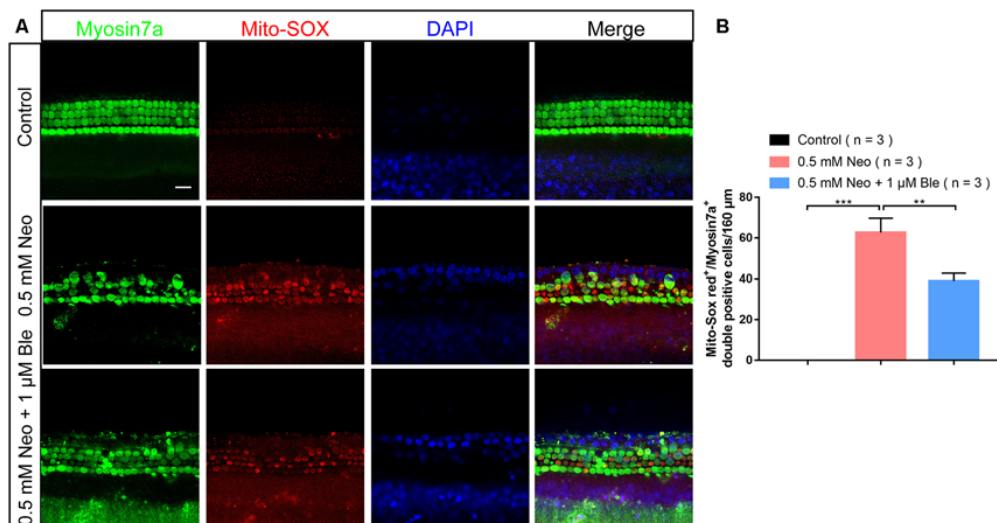 A
Myosin7a Mito-SOX DAPI Merge
Control
0.5 mM Neo
0.5 mM Neo + 1 µM Ble
B
Control ( n = 3 )
0.5 mM Neo ( n = 3 )
0.5 mM Neo + 1 µM Ble ( n = 3 )
Mito-Sox red⁺/Myosin7a⁺
double positive cells/160 µm
80
60
40
20
0
*** **